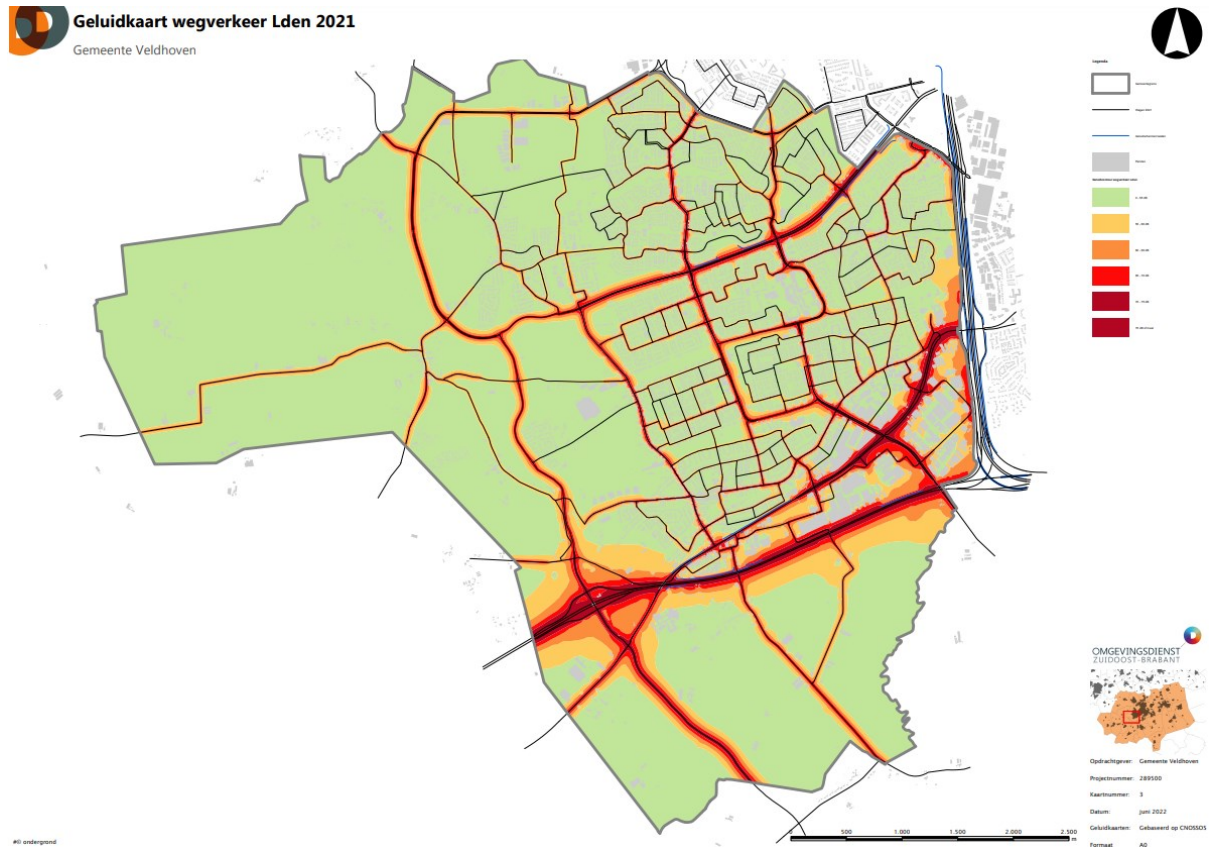 Geluidkaart wegverkeer Lden 2021
Gemeente Veldhoven
Legenda
OMGEVINGSDIENST
ZUIDOOST-BRABANT
Opdrachtgever: Gemeente Veldhoven
Projectnummer: 289500
Kaartnummer: 3
Datum: juni 2022
Geluidkaarten: Gebaseerd op CNOSSOS
Formaat A0
0 500 1.000 1.500 2.000 2.500
m
ondergrond